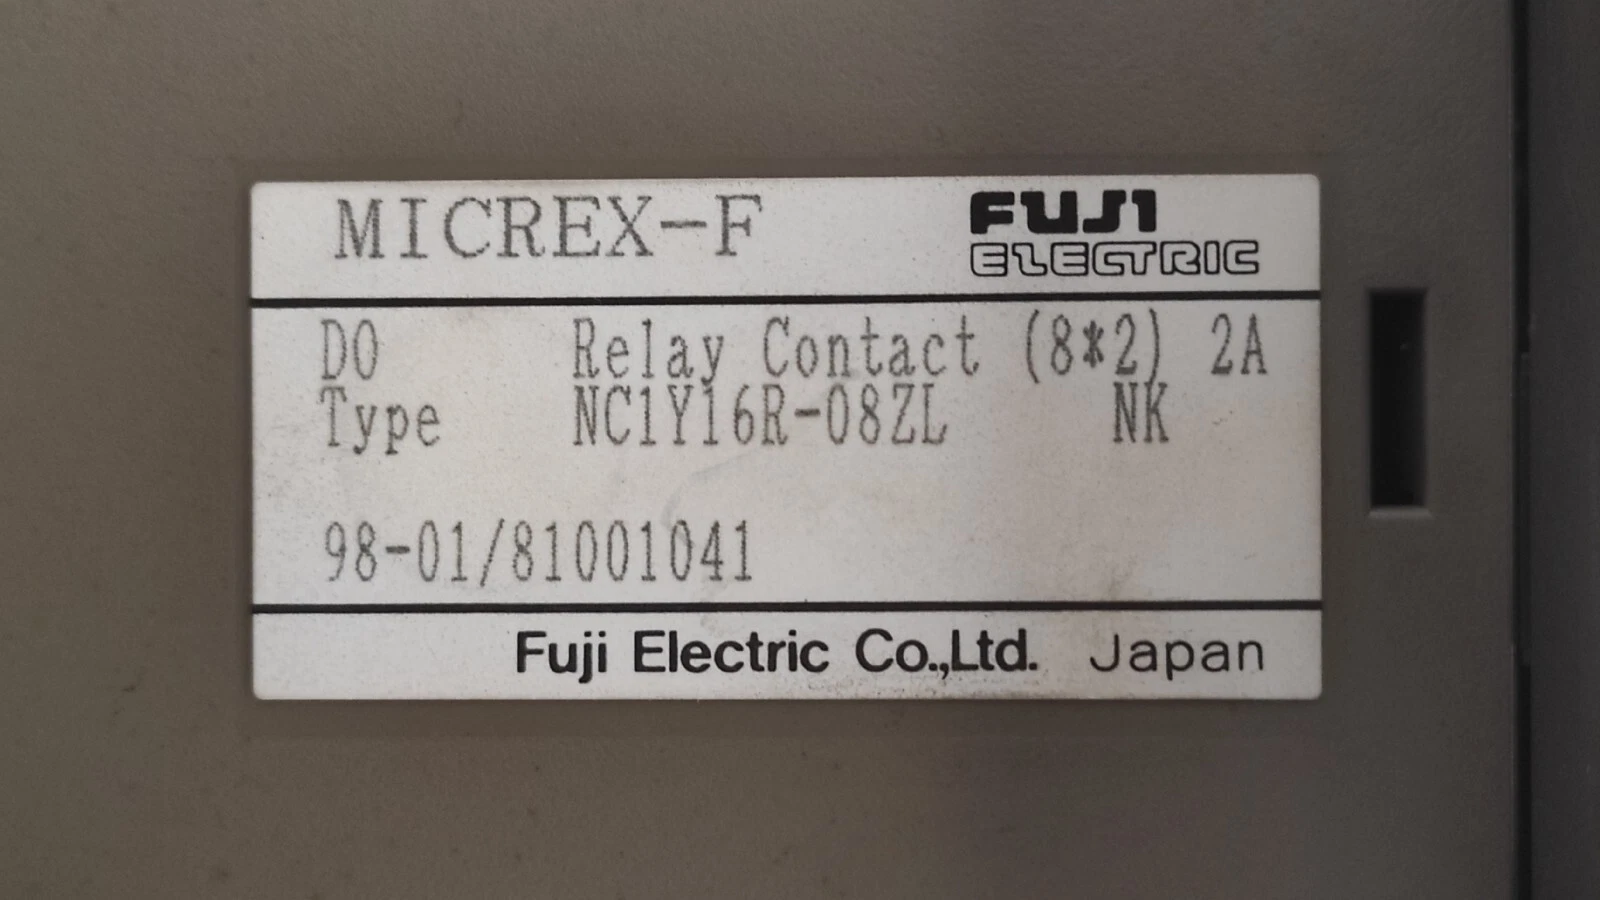 MICREX-F
FUJI
ELECTRIC
DO Relay Contact (8*2) 2A
Type NC1Y16R-08ZL NK
98-01/81001041
Fuji Electric Co.,Ltd. Japan